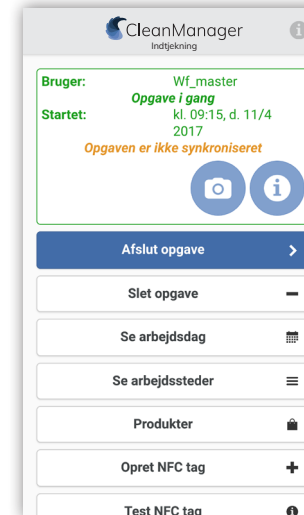 CleanManager
Indtjekning
Bruger: Wf_master
Opgave i gang
Startet: kl. 09:15, d. 11/4
2017
Opgaven er ikke synkroniseret
Afslut opgave
Slet opgave
Se arbejdsdag
Se arbejdssteder
Produkter
Opret NFC tag
Test NFC tag